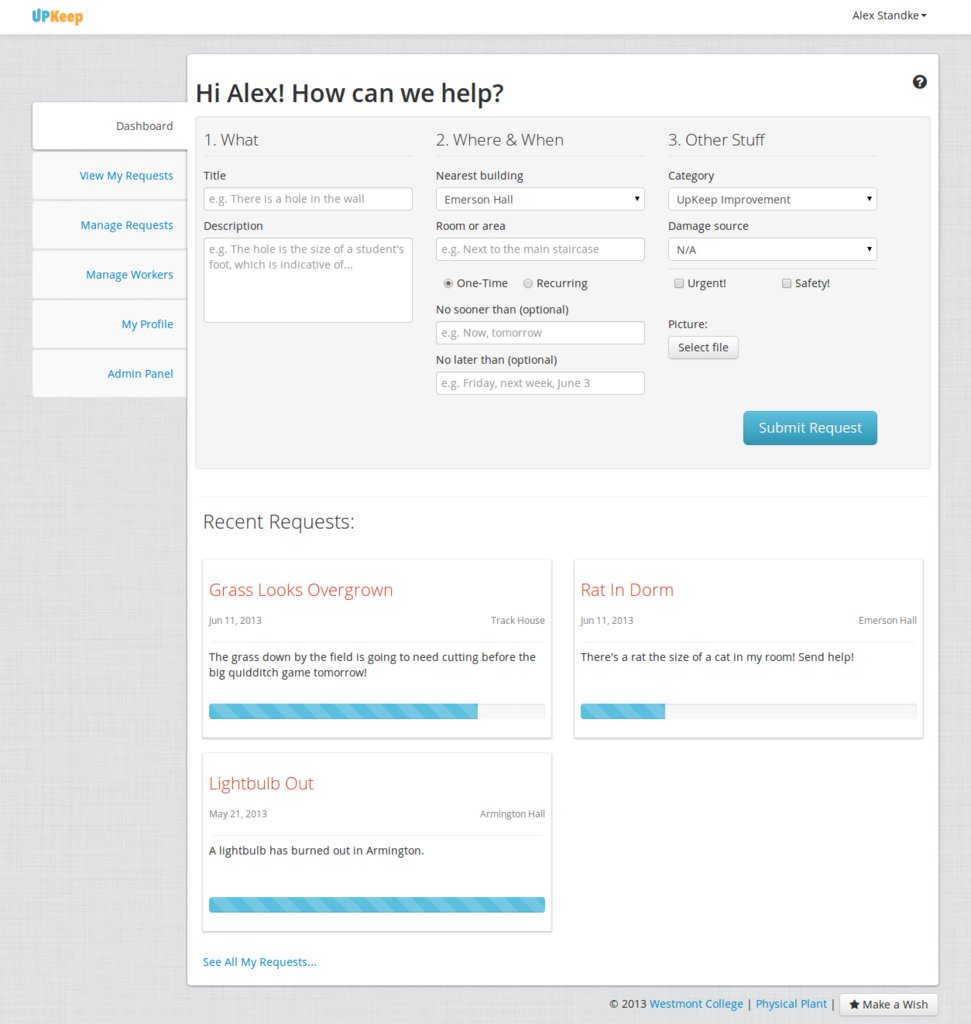 UPKeep
Alex Standke
Hi Alex! How can we help?
Dashboard
View My Requests
Manage Requests
Manage Workers
My Profile
Admin Panel
1. What
Title
e.g. There is a hole in the wall
Description
e.g. The hole is the size of a student's
foot, which is indicative of...
2. Where & When
Nearest building
Emerson Hall
Room or area
e.g. Next to the main staircase
One-Time
Recurring
No sooner than (optional)
e.g. Now, tomorrow
No later than (optional)
e.g. Friday, next week, June 3
3. Other Stuff
Category
UpKeep Improvement
Damage source
N/A
Urgent!
Safety!
Picture:
Select file
Submit Request
Recent Requests:
Grass Looks Overgrown
Jun 11, 2013
Track House
The grass down by the field is going to need cutting before the
big quidditch game tomorrow!
Rat In Dorm
Jun 11, 2013
Emerson Hall
There's a rat the size of a cat in my room! Send help!
Lightbulb Out
May 21, 2013
Armington Hall
A lightbulb has burned out in Armington.
See All My Requests...
© 2013 Westmont College | Physical Plant | Make a Wish